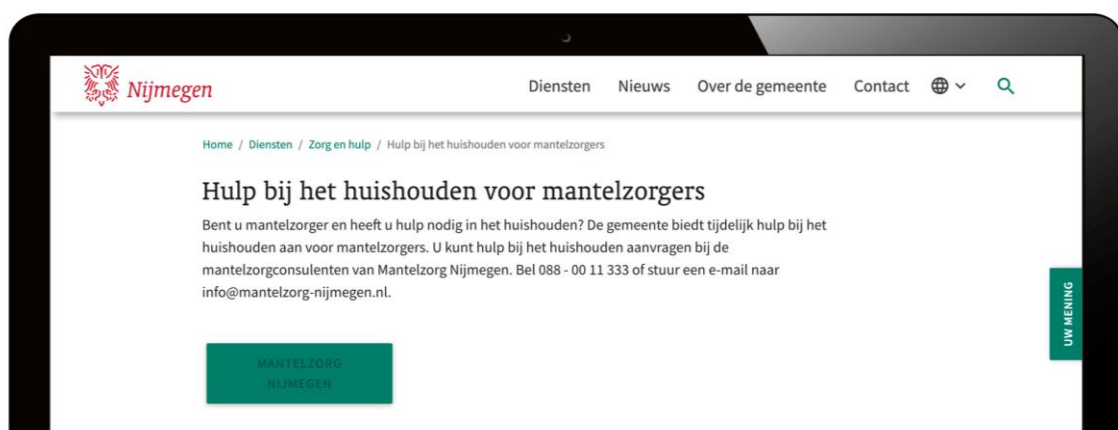 Nijmegen
Diensten Nieuws Over de gemeente Contact
Home / Diensten / Zorg en hulp / Hulp bij het huishouden voor mantelzorgers
Hulp bij het huishouden voor mantelzorgers
Bent u mantelzorger en heeft u hulp nodig in het huishouden? De gemeente biedt tijdelijk hulp bij het
huishouden aan voor mantelzorgers. U kunt hulp bij het huishouden aanvragen bij de
mantelzorgconsulenten van Mantelzorg Nijmegen. Bel 088 - 00 11 333 of stuur een e-mail naar
info@mantelzorg-nijmegen.nl.
UW MENING
MANTELZORG
NIJMEGEN